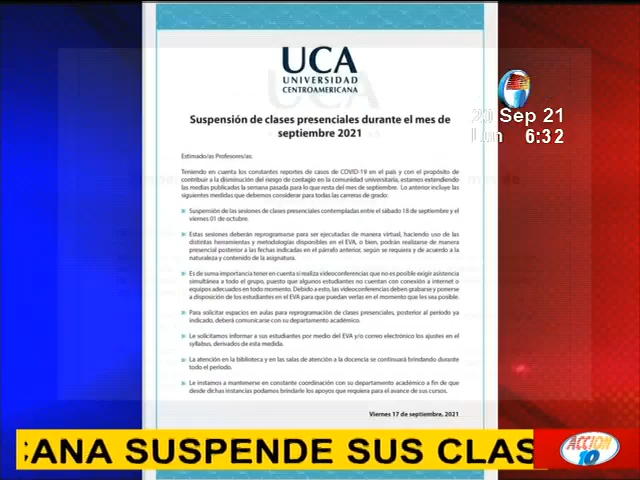 UCA
UNIVERSIDAD
CENTROAMERICANA
Suspensión de clases presenciales durante el mes de
septiembre 2021
20 Sep 21
Lun 6:32
Estimado/as Profesores/as:
Teniendo en cuenta los constantes reportes de casos de COVID-19 en el país y con el propósito de
contribuir a la disminución del riesgo de contagio en la comunidad universitaria, estamos extendiendo
las medias publicadas la semana pasada para lo que resta del mes de septiembre. Lo anterior incluye las
siguientes medidas que debemos considerar para todas las carreras de grado:
Suspensión de las sesiones de clases presenciales contempladas entre el sábado 18 de septiembre y el
viernes 01 de octubre.
Estas sesiones deberán reprogramarse para ser ejecutadas de manera virtual, haciendo uso de las
distintas herramientas y metodologías disponibles en el EVA, o bien, podrán realizarse de manera
presencial posterior a las fechas indicadas en el párrafo anterior, según se requiera y de acuerdo a la
naturaleza y contenido de la asignatura.
Es de suma importancia tener en cuenta si realiza videoconferencias que no es posible exigir asistencia
simultánea a todo el grupo, puesto que algunos estudiantes no cuentan con conexión a internet o
equipos adecuados en todo momento. Debido a esto, las videoconferencias deben grabarse y ponerse
a disposición de los estudiantes en el EVA para que puedan verlas en el momento que les sea posible.
Para solicitar espacios en aulas para reprogramación de clases presenciales, posterior al período ya
indicado, deberá comunicarse con su departamento académico.
Le solicitamos informar a sus estudiantes por medio del EVA y/o correo electrónico los ajustes en el
syllabus, derivados de esta medida.
La atención en la biblioteca y en las salas de atención a la docencia se continuará brindando durante
todo el período.
Le instamos a mantenerse en constante coordinación con su departamento académico a fin de que
desde dichas instancias podamos brindarle los apoyos que requiera para el avance de sus cursos.
Viernes 17 de septiembre, 2021
CANA SUSPENDE SUS CLAS
ACCION
10